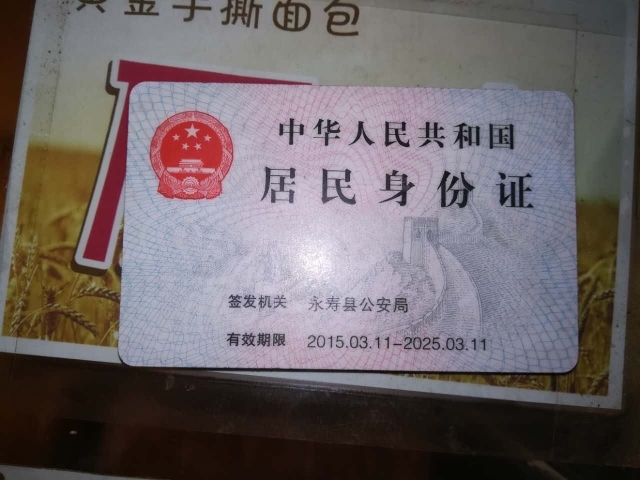 黄金手撕面包
中华人民共和国
居民身份证
签发机关 永寿县公安局
有效期限 2015.03.11-2025.03.11